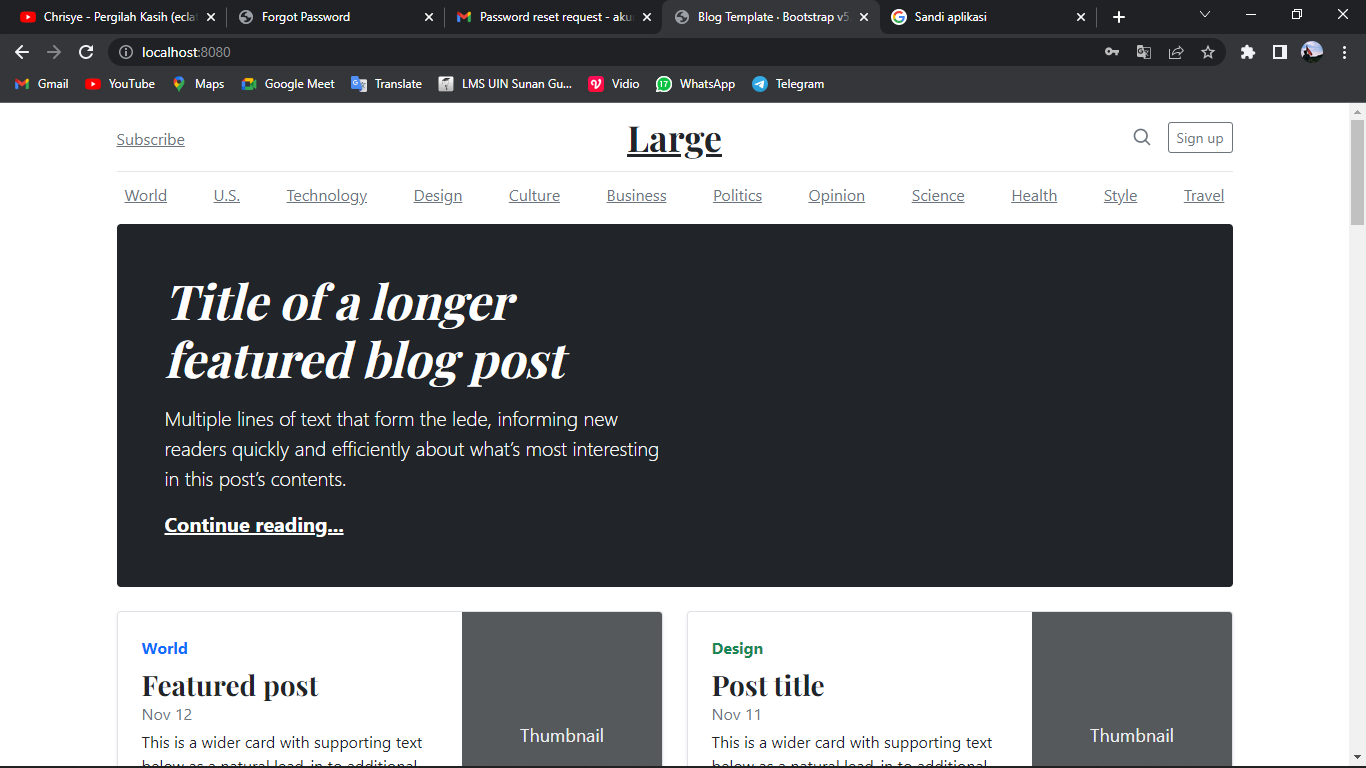 Chrisye - Pergilah Kasih (ecla
Forgot Password
Password reset request - aku
Blog Template · Bootstrap v5
Sandi aplikasi
localhost:8080
Gmail
YouTube
Maps
Google Meet
Translate
LMS UIN Sunan Gu...
Vidio
17
WhatsApp
Telegram
Subscribe
Large
Sign up
World
U.S.
Technology
Design
Culture
Business
Politics
Opinion
Science
Health
Style
Travel
Title of a longer
featured blog post
Multiple lines of text that form the lede, informing new
readers quickly and efficiently about what’s most interesting
in this post’s contents.
Continue reading...
World
Featured post
Nov 12
This is a wider card with supporting text
below as a natural lead-in to additional
Thumbnail
Design
Post title
Nov 11
This is a wider card with supporting text
below as a natural lead-in to additional
Thumbnail